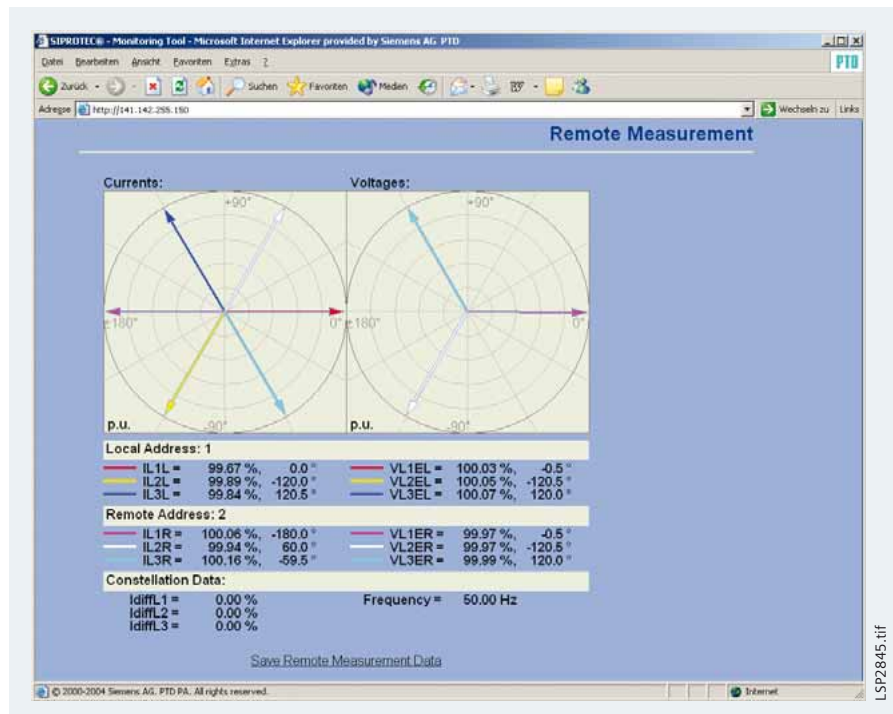 SIPROTEC® - Monitoring Tool - Microsoft Internet Explorer provided by Siemens AG PTD
Datei Bearbeiten Ansicht Favoriten Extras ?
PTD
Zurück Suchen Favoriten Medien
Adresse http://141.142.255.150 Wechseln zu Links
Remote Measurement
Currents: Voltages:
+90° +90°
±180° 0° ±180° 0°
-90° -90°
p.u. p.u.
Local Address: 1
IL1L = 99.67 %, 0.0 ° VL1EL = 100.03 %, -0.5 °
IL2L = 99.89 %, -120.0 ° VL2EL = 100.05 %, -120.5 °
IL3L = 99.84 %, 120.5 ° VL3EL = 100.07 %, 120.0 °
Remote Address: 2
IL1R = 100.06 %, -180.0 ° VL1ER = 99.97 %, -0.5 °
IL2R = 99.94 %, 60.0 ° VL2ER = 99.97 %, -120.5 °
IL3R = 100.16 %, -59.5 ° VL3ER = 99.99 %, 120.0 °
Constellation Data:
IdiffL1 = 0.00 % Frequency = 50.00 Hz
IdiffL2 = 0.00 %
IdiffL3 = 0.00 %
Save Remote Measurement Data
© 2000-2004 Siemens AG. PTD PA. All rights reserved. Internet
LSP2845.tif